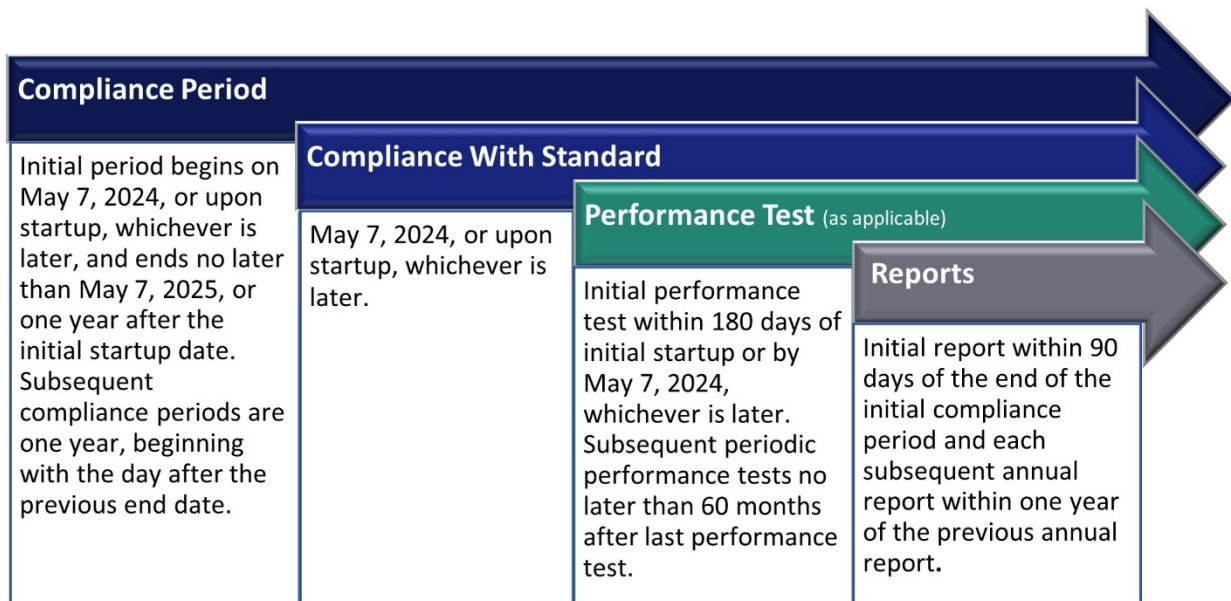 Compliance Period
Initial period begins on
May 7, 2024, or upon
startup, whichever is
later, and ends no later
than May 7, 2025, or
one year after the
initial startup date.
Subsequent
compliance periods are
one year, beginning
with the day after the
previous end date.
Compliance With Standard
May 7, 2024, or upon
startup, whichever is
later.
Performance Test (as applicable)
Initial performance
test within 180 days of
initial startup or by
May 7, 2024,
whichever is later.
Subsequent periodic
performance tests no
later than 60 months
after last performance
test.
Reports
Initial report within 90
days of the end of the
initial compliance
period and each
subsequent annual
report within one year
of the previous annual
report.